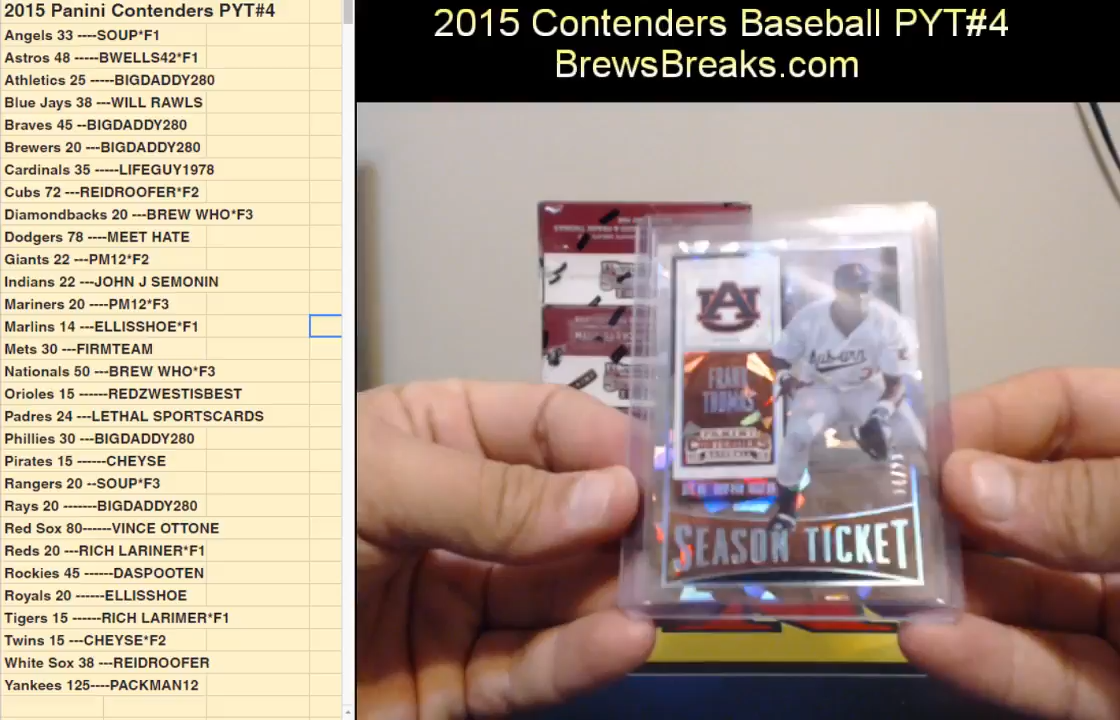 2015 Panini Contenders PYT#4
Angels 33 ----SOUP*F1
Astros 48 -----BWELLS42*F1
Athletics 25 -----BIGDADDY280
Blue Jays 38 ---WILL RAWLS
Braves 45 --BIGDADDY280
Brewers 20 ---BIGDADDY280
Cardinals 35 -----LIFEGUY1978
Cubs 72 ---REIDROOFER*F2
Diamondbacks 20 ---BREW WHO*F3
Dodgers 78 ----MEET HATE
Giants 22 ---PM12*F2
Indians 22 ---JOHN J SEMONIN
Mariners 20 ----PM12*F3
Marlins 14 ---ELLISSHOE*F1
Mets 30 ---FIRMTEAM
Nationals 50 ---BREW WHO*F3
Orioles 15 ------REDZWESTISBEST
Padres 24 ---LETHAL SPORTSCARDS
Phillies 30 ---BIGDADDY280
Pirates 15 ------CHEYSE
Rangers 20 --SOUP*F3
Rays 20 -------BIGDADDY280
Red Sox 80------VINCE OTTONE
Reds 20 ---RICH LARINER*F1
Rockies 45 ------DASPOOTEN
Royals 20 -----ELLISSHOE
Tigers 15 ------RICH LARIMER*F1
Twins 15 ---CHEYSE*F2
White Sox 38 ---REIDROOFER
Yankees 125----PACKMAN12
2015 Contenders Baseball PYT#4
BrewsBreaks.com
AU
Auburn
FRANK
THOMAS
PANINI
CONTENDERS
SEASON TICKET